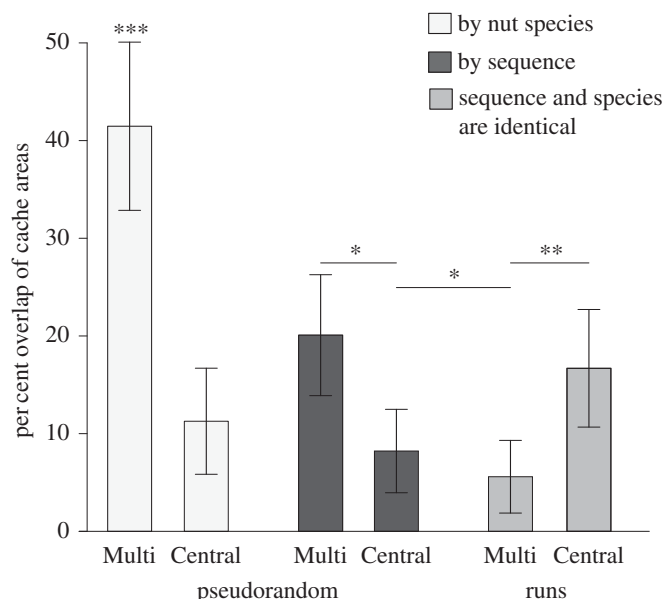 50
40
30
20
10
0
per cent overlap of cache areas
***
*
*
**
by nut species
by sequence
sequence and species
are identical
Multi Central Multi Central Multi Central
pseudorandom runs